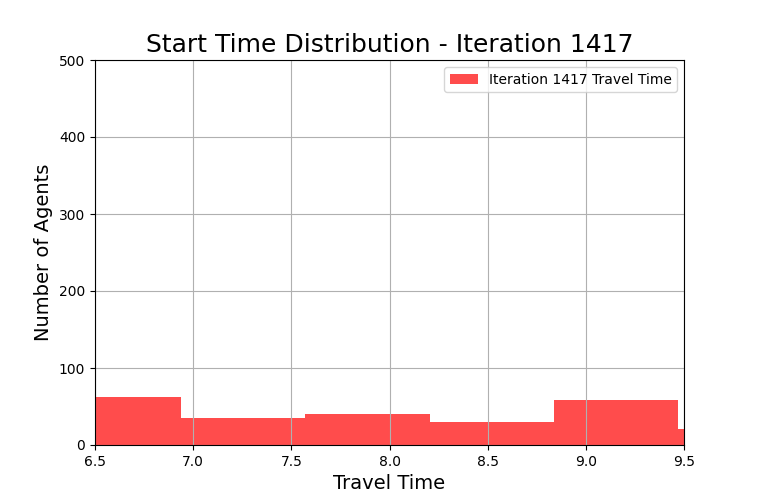 Start Time Distribution - Iteration 1417
Iteration 1417 Travel Time
Number of Agents
500
400
300
200
100
0
6.5 7.0 7.5 8.0 8.5 9.0 9.5
Travel Time